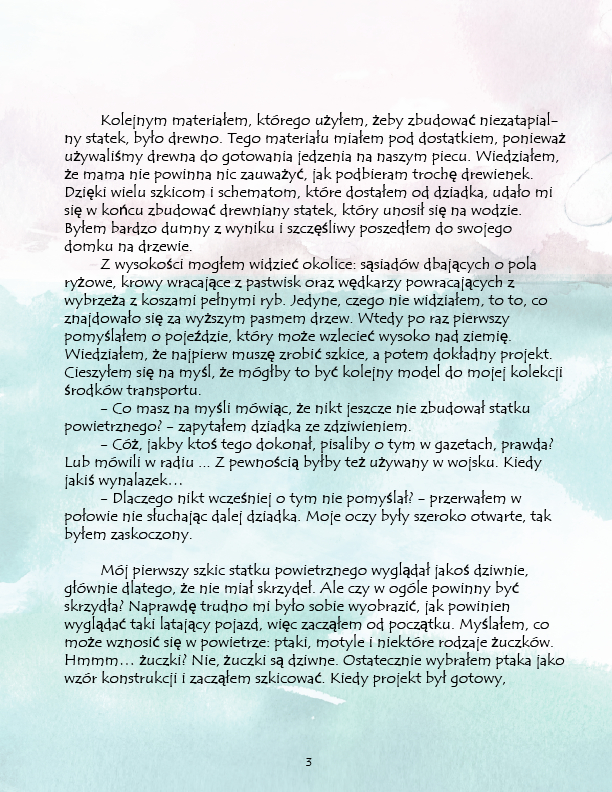 Kolejnym materiałem, którego użyłem, żeby zbudować niezatapial-
ny statek, było drewno. Tego materiału miałem pod dostatkiem, ponieważ
używaliśmy drewna do gotowania jedzenia na naszym piecu. Wiedziałem,
że mama nie powinna nic zauważyć, jak podbieram trochę drewienek.
Dzięki wielu szkicom i schematom, które dostałem od dziadka, udało mi
się w końcu zbudować drewniany statek, który unosił się na wodzie.
Byłem bardzo dumny z wyniku i szczęśliwy poszedłem do swojego
domku na drzewie.
Z wysokości mogłem widzieć okolice: sąsiadów dbających o pola
ryżowe, krowy wracające z pastwisk oraz wędkarzy powracających z
wybrzeża z koszami pełnymi ryb. Jedyne, czego nie widziałem, to to, co
znajdowało się za wyższym pasmem drzew. Wtedy po raz pierwszy
pomyślałem o pojeździe, który może wzlecieć wysoko nad ziemię.
Wiedziałem, że najpierw muszę zrobić szkice, a potem dokładny projekt.
Cieszyłem się na myśl, że mógłby to być kolejny model do mojej kolekcji
środków transportu.
– Co masz na myśli mówiąc, że nikt jeszcze nie zbudował statku
powietrznego? – zapytałem dziadka ze zdziwieniem.
– Cóż, jakby ktoś tego dokonał, pisaliby o tym w gazetach, prawda?
Lub mówili w radiu ... Z pewnością byłby też używany w wojsku. Kiedy
jakiś wynalazek…
– Dlaczego nikt wcześniej o tym nie pomyślał? – przerwałem w
połowie nie słuchając dalej dziadka. Moje oczy były szeroko otwarte, tak
byłem zaskoczony.
Mój pierwszy szkic statku powietrznego wyglądał jakoś dziwnie,
głównie dlatego, że nie miał skrzydeł. Ale czy w ogóle powinny być
skrzydła? Naprawdę trudno mi było sobie wyobrazić, jak powinien
wyglądać taki latający pojazd, więc zacząłem od początku. Myślałem, co
może wznosić się w powietrze: ptaki, motyle i niektóre rodzaje żuczków.
Hmmm… żuczki? Nie, żuczki są dziwne. Ostatecznie wybrałem ptaka jako
wzór konstrukcji i zacząłem szkicować. Kiedy projekt był gotowy,
3